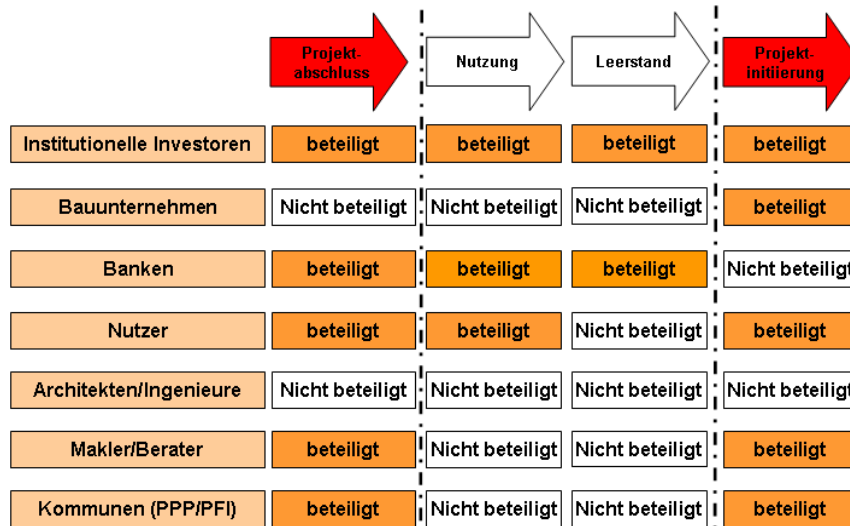 Projekt-
abschluss
Nutzung
Leerstand
Projekt-
initiierung
Institutionelle Investoren beteiligt beteiligt beteiligt beteiligt
Bauunternehmen Nicht beteiligt Nicht beteiligt Nicht beteiligt beteiligt
Banken beteiligt beteiligt beteiligt Nicht beteiligt
Nutzer beteiligt beteiligt Nicht beteiligt beteiligt
Architekten/Ingenieure Nicht beteiligt Nicht beteiligt Nicht beteiligt Nicht beteiligt
Makler/Berater beteiligt Nicht beteiligt Nicht beteiligt beteiligt
Kommunen (PPP/PFI) beteiligt Nicht beteiligt Nicht beteiligt beteiligt